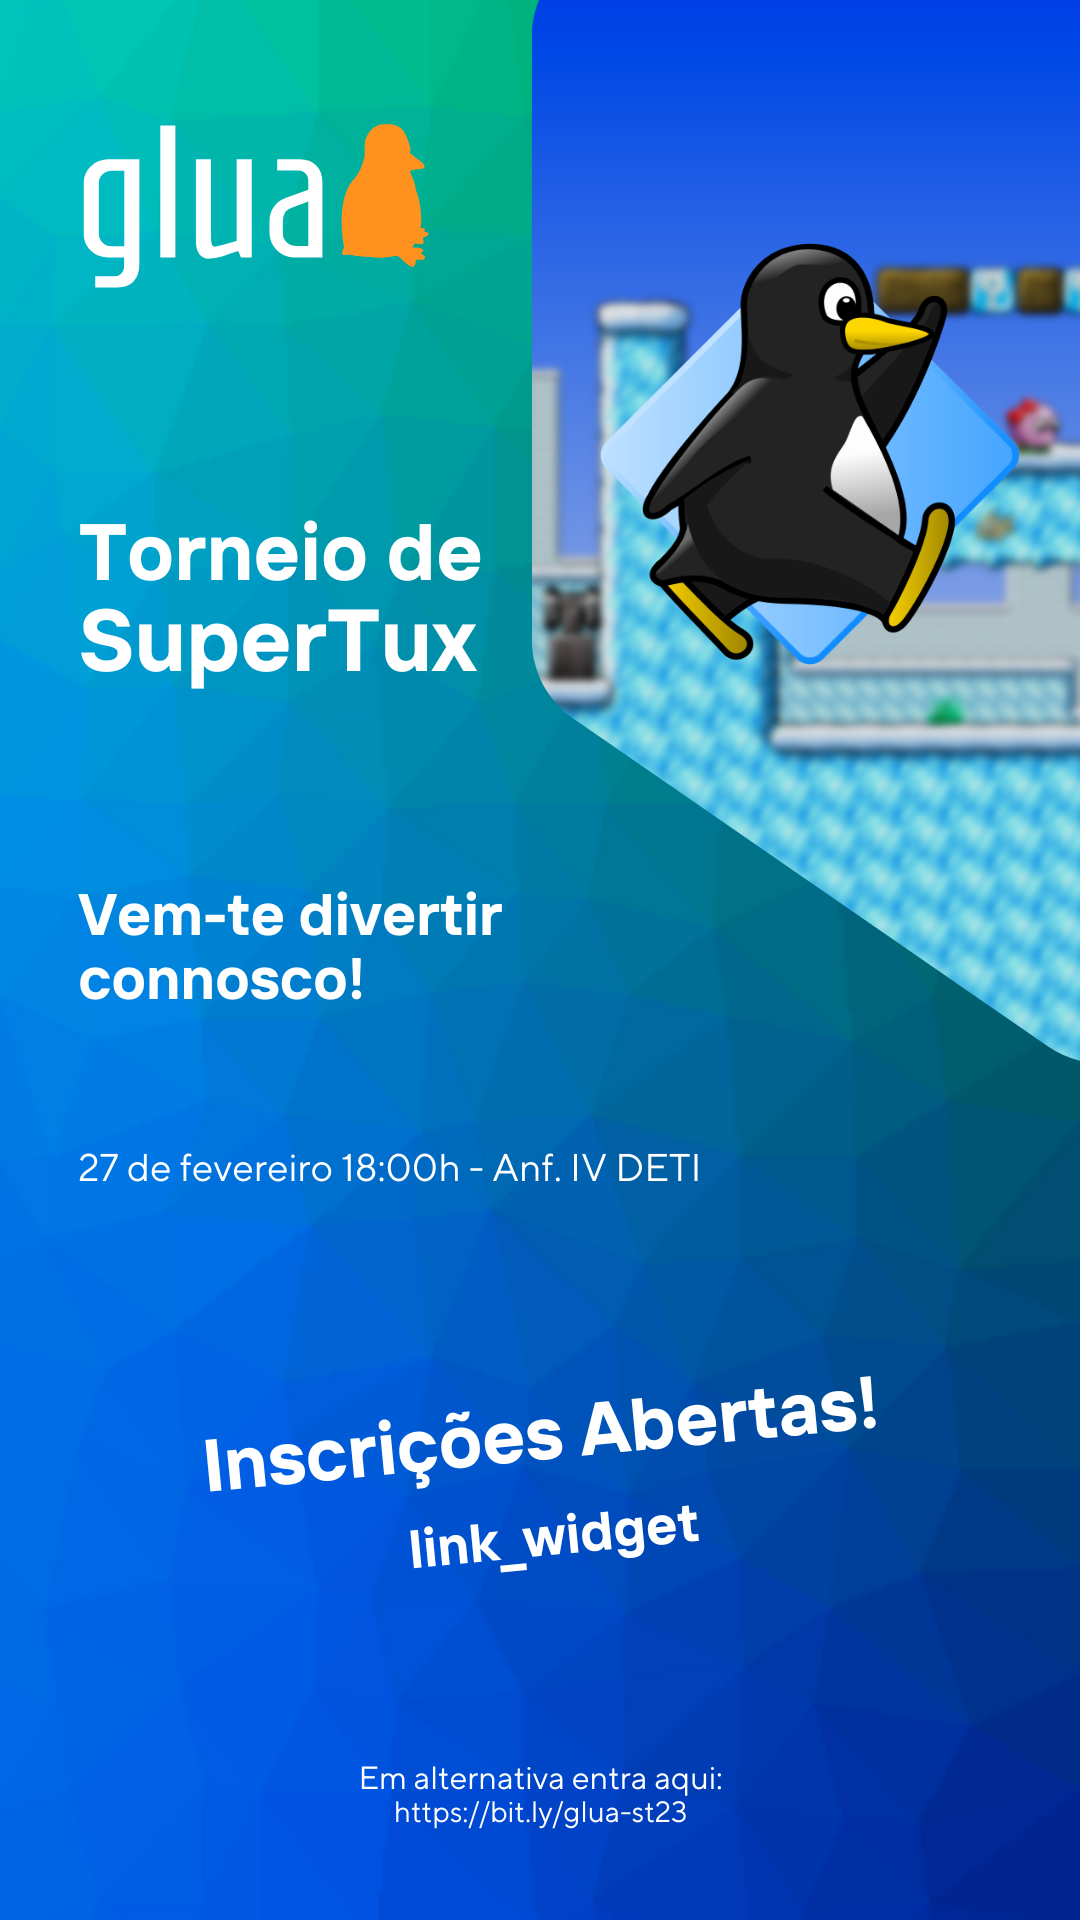 glua
Torneio de
SuperTux
Vem-te divertir
connosco!
27 de fevereiro 18:00h - Anf. IV DETI
Inscrições Abertas!
link_widget
Em alternativa entra aqui:
https://bit.ly/glua-st23